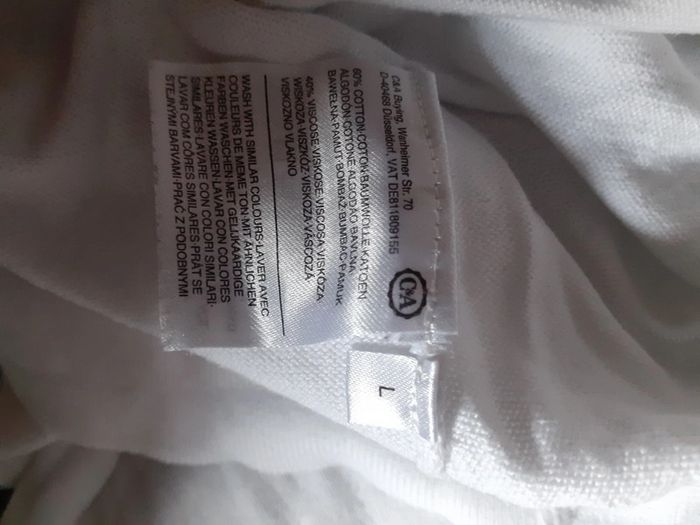 C&A Buying, Wanheimer Str. 70
D-40468 Düsseldorf, VAT DE811809155
C&A
60% COTTON·COTON·BAUMWOLLE·KATOEN
ALGODÓN·COTONE·ALGODÃO·BAVLNA
BAWEŁNA·PAMUT·BOMBAŽ·BUMBAC·PAMUK
40% VISCOSE·VISKOSE·VISCOSA·VISKÓZA
WISKOZA·VISZKÓZ·VISKOZA·VÂSCOZĂ
VISKOZNO VLAKNO
WASH WITH SIMILAR COLOURS·LAVER AVEC
COULEURS DE MEME TON·MIT ÄHNLICHEN
FARBEN WASCHEN·MET GELIJKAARDIGE
KLEUREN WASSEN·LAVAR CON COLORES
SIMILARES·LAVARE CON COLORI SIMILARI·
LAVAR COM CÔRES SIMILARES·PRÁT SE
STEJNÝMI BARVAMI·PRAĆ Z PODOBNYMI
L